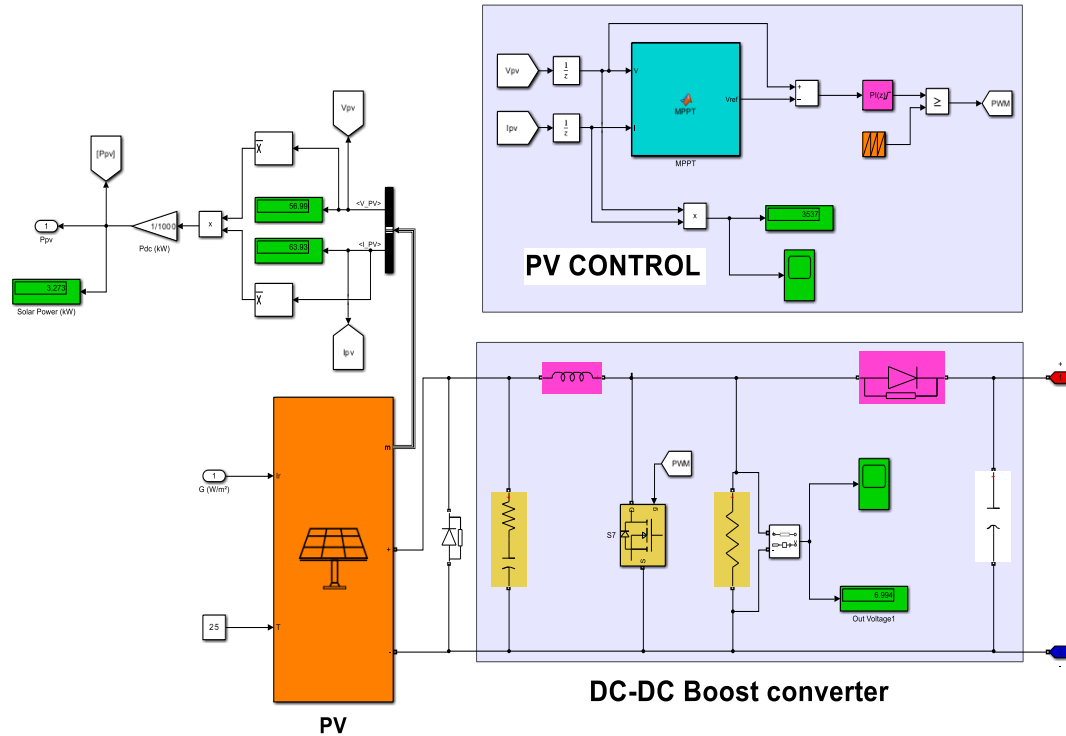 Vpv
1
z
V
Vref
MPPT
MPPT
+
−
PI(z)
≥
PWM
Ipv
1
z
I
x
3537
PV CONTROL
Vpv
[Ppv]
x
56.99
<V_PV>
1
Ppv
1/1000
Pdc (kW)
x
63.93
<I_PV>
3.273
Solar Power (kW)
x
Ipv
m
1
G (W/m²)
Ir
+
25
T
-
PV
+
+
PWM
g
D
S7
S
+
+
+
-
v
6.994
Out Voltage1
-
DC-DC Boost converter